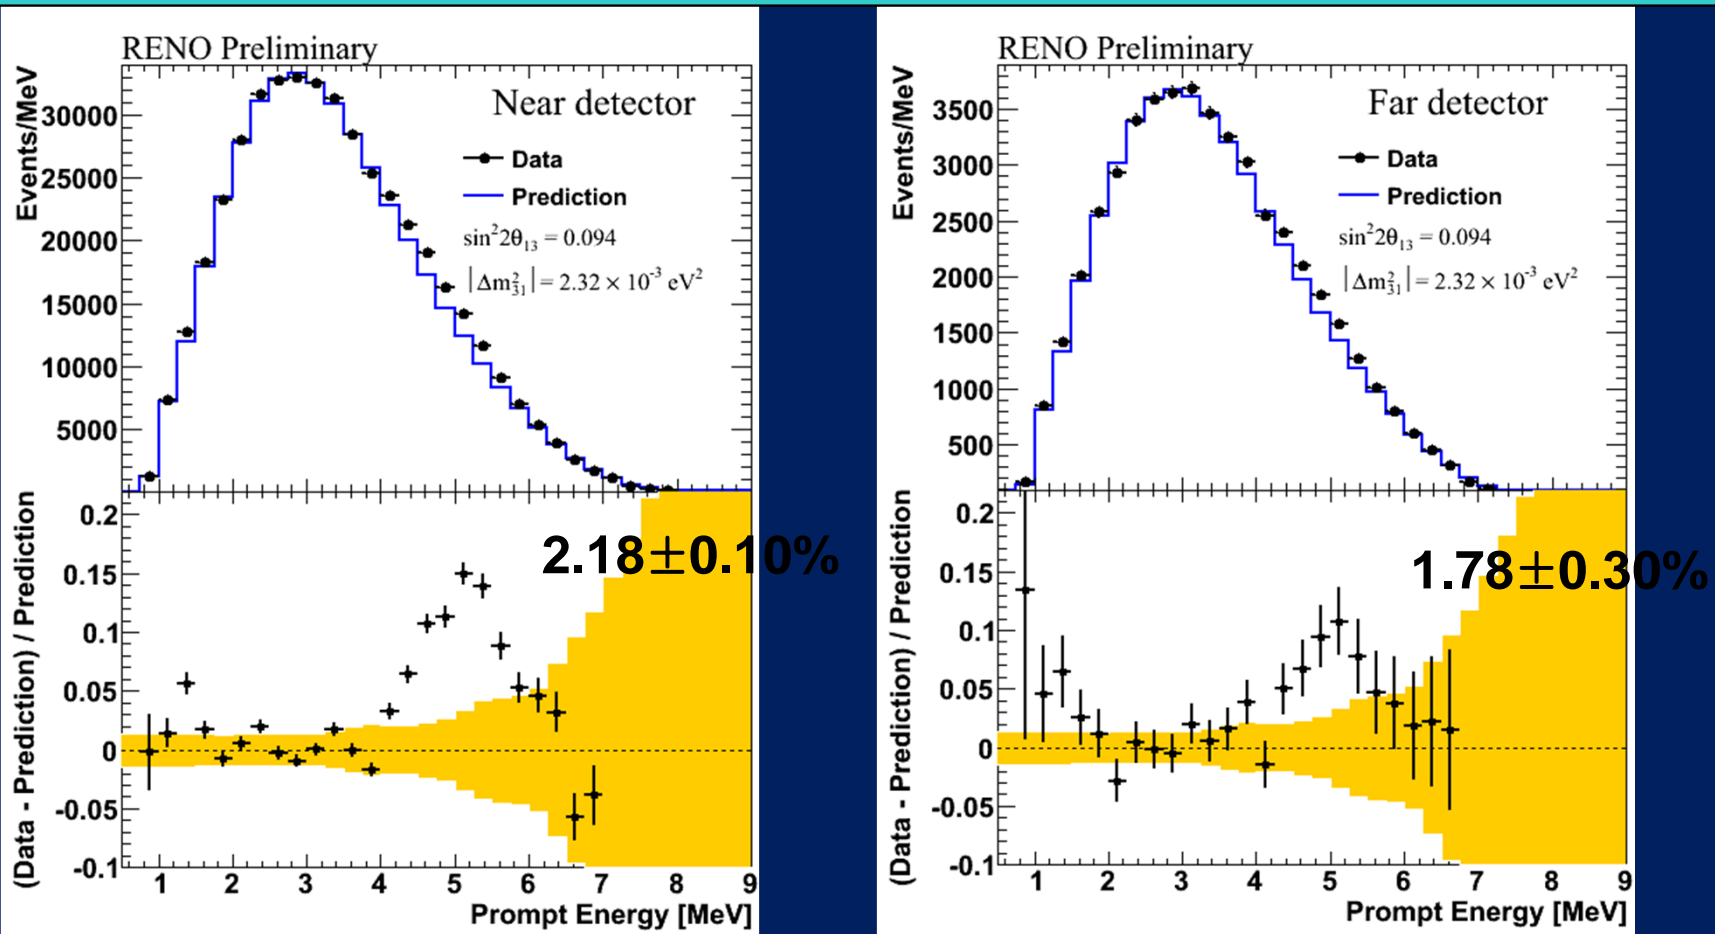 RENO Preliminary
Events/MeV
30000
25000
20000
15000
10000
5000
Near detector
Data
Prediction
sin²2θ₁₃ = 0.094
|Δm²₃₁| = 2.32 × 10⁻³ eV²
(Data - Prediction) / Prediction
0.2
0.15
0.1
0.05
0
-0.05
-0.1
2.18±0.10%
1 2 3 4 5 6 7 8 9
Prompt Energy [MeV]
RENO Preliminary
Events/MeV
3500
3000
2500
2000
1500
1000
500
Far detector
Data
Prediction
sin²2θ₁₃ = 0.094
|Δm²₃₁| = 2.32 × 10⁻³ eV²
(Data - Prediction) / Prediction
0.2
0.15
0.1
0.05
0
-0.05
-0.1
1.78±0.30%
1 2 3 4 5 6 7 8 9
Prompt Energy [MeV]